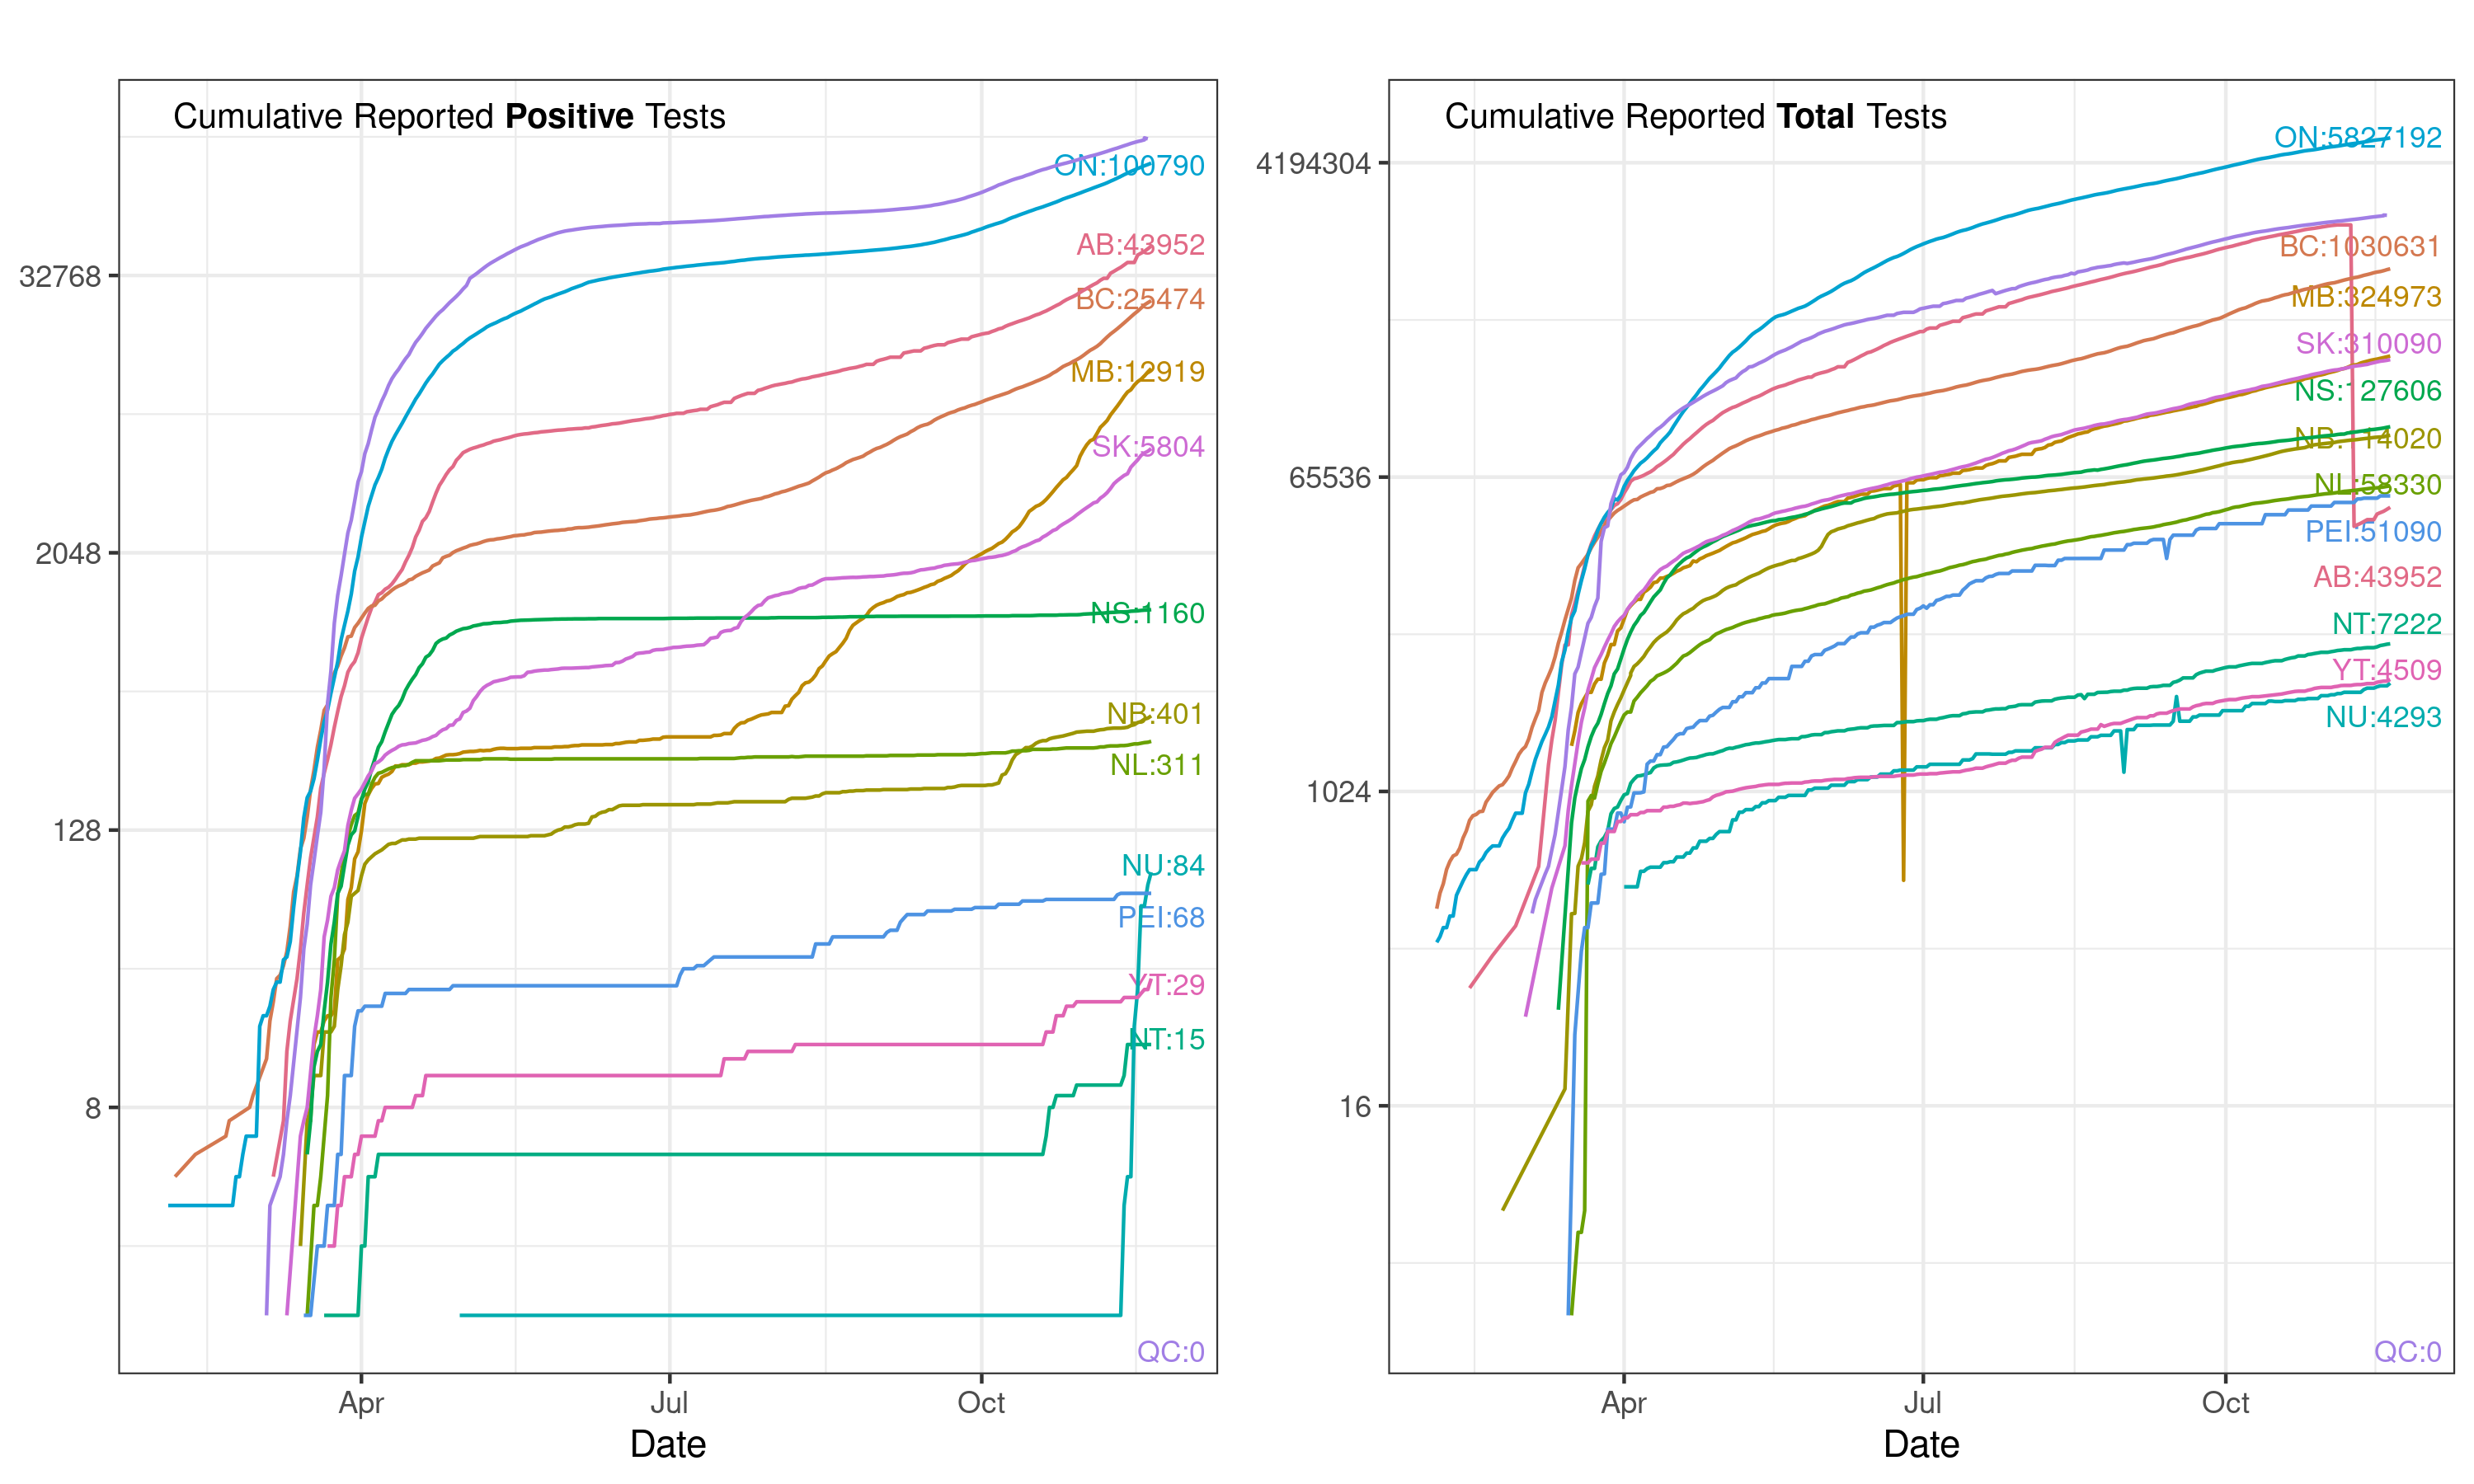 Cumulative Reported Positive Tests
ON:100790
AB:43952
32768
BC:25474
MB:12919
SK:5804
2048
NS:1160
NB:401
NL:311
128
NU:84
PEI:68
YT:29
NT:15
8
QC:0
Apr
Jul
Oct
Date
Cumulative Reported Total Tests
ON:5827192
4194304
BC:1030631
MB:324973
SK:310090
NS:127606
NB:114020
65536
NL:58330
PEI:51090
AB:43952
NT:7222
YT:4509
NU:4293
1024
16
QC:0
Apr
Jul
Oct
Date